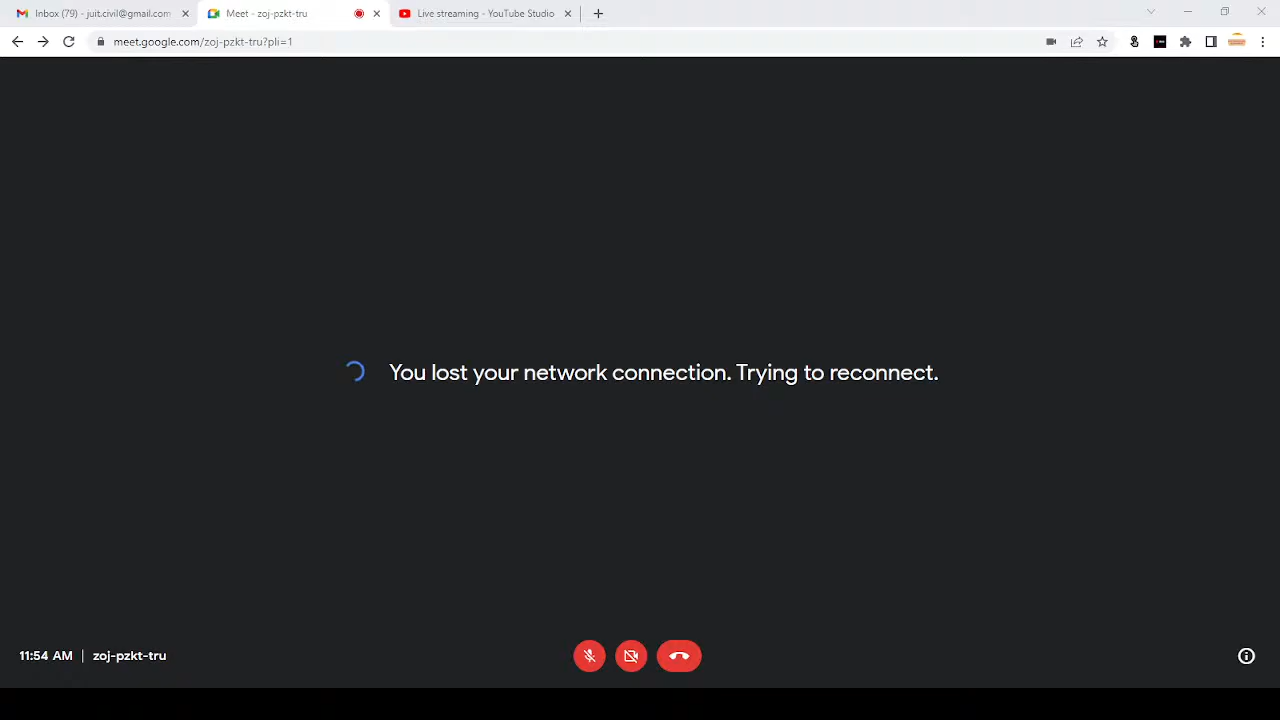 Inbox (79) - juit.civil@gmail.com
Meet - zoj-pzkt-tru
Live streaming - YouTube Studio
meet.google.com/zoj-pzkt-tru?pli=1
You lost your network connection. Trying to reconnect.
11:54 AM | zoj-pzkt-tru